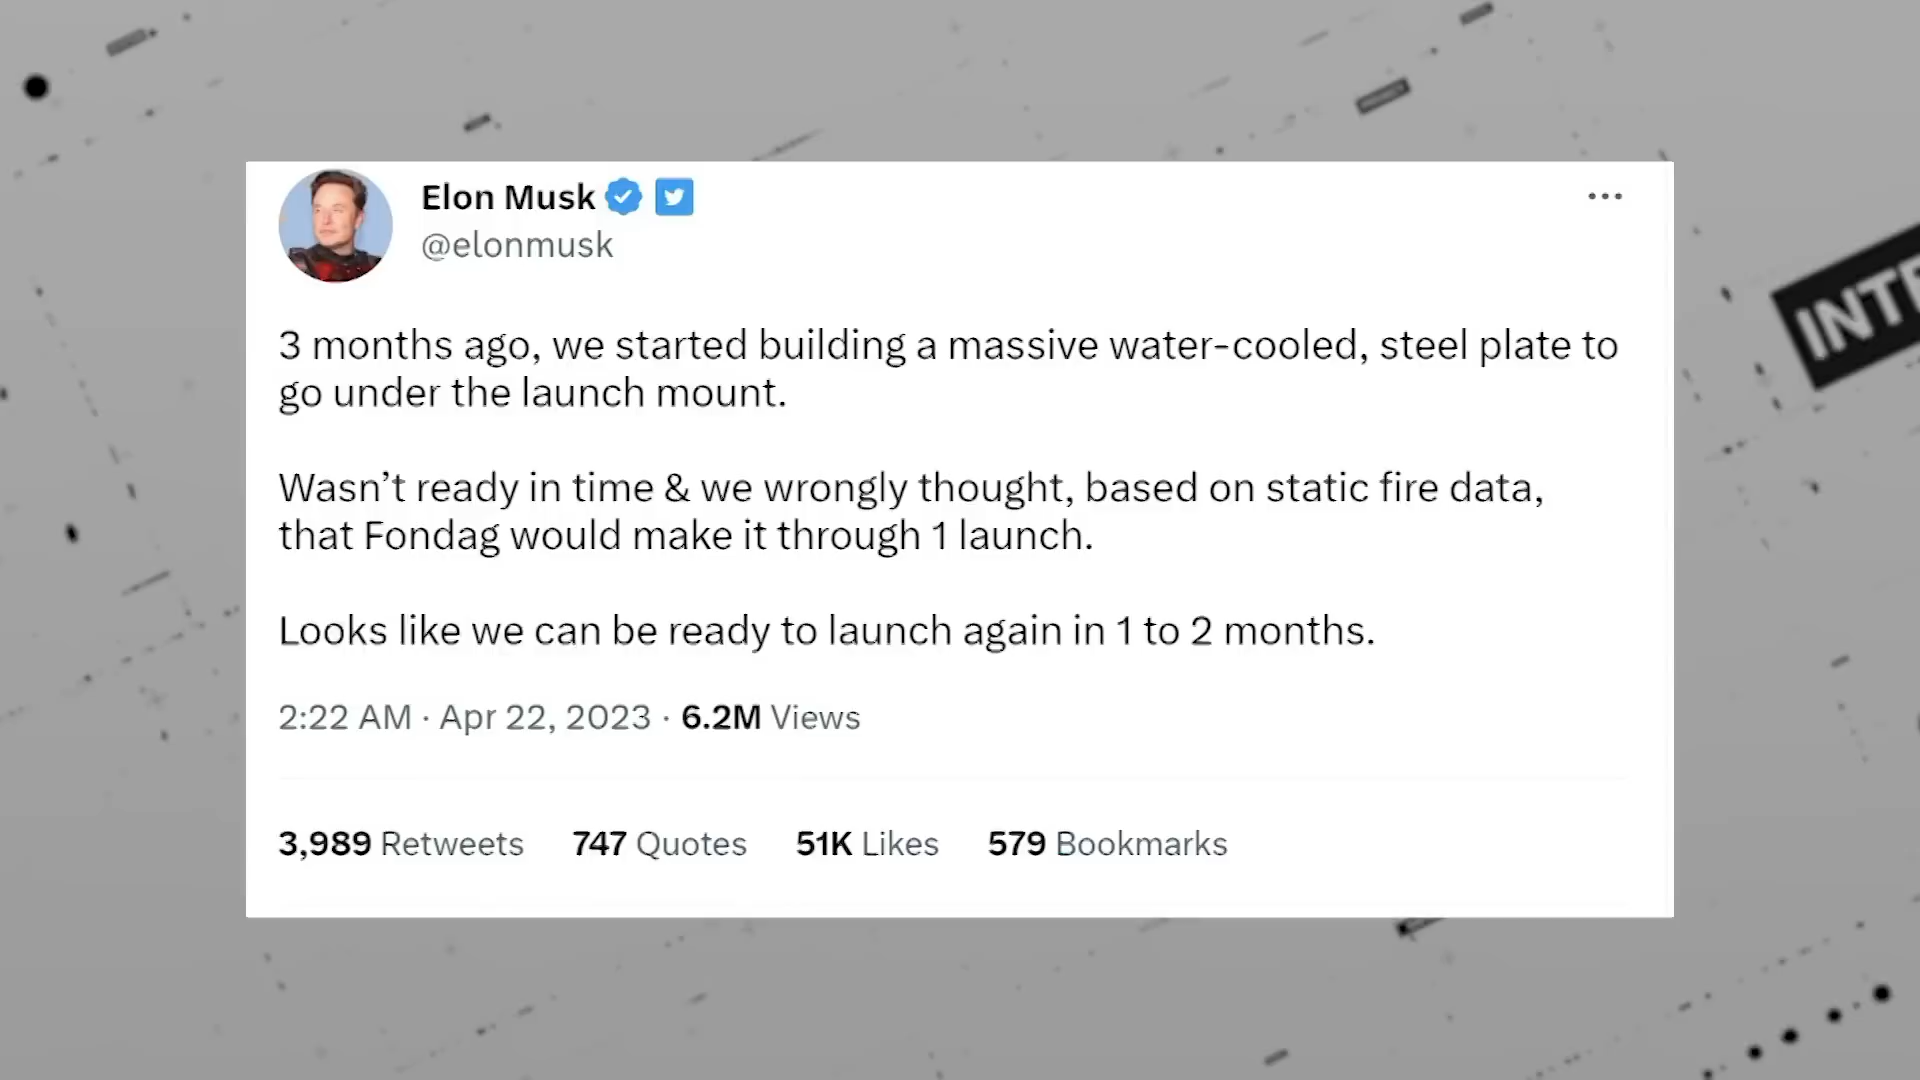 Elon Musk
@elonmusk
3 months ago, we started building a massive water-cooled, steel plate to
go under the launch mount.
Wasn’t ready in time & we wrongly thought, based on static fire data,
that Fondag would make it through 1 launch.
Looks like we can be ready to launch again in 1 to 2 months.
2:22 AM · Apr 22, 2023 · 6.2M Views
3,989 Retweets 747 Quotes 51K Likes 579 Bookmarks
INTE